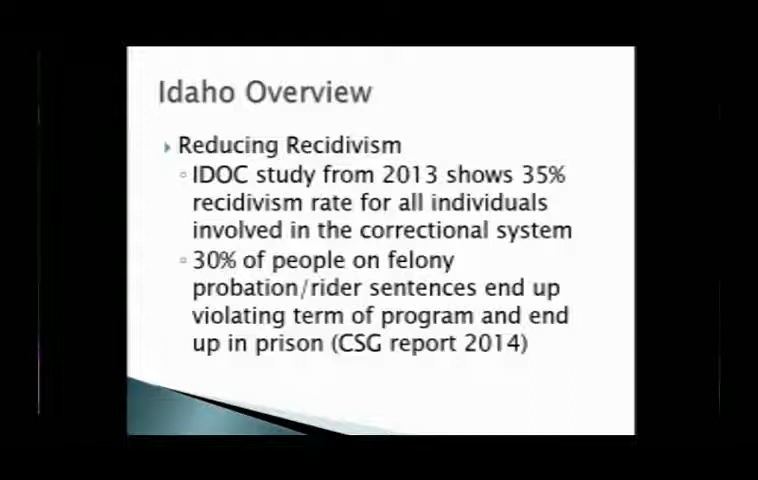 Idaho Overview
Reducing Recidivism
IDOC study from 2013 shows 35%
recidivism rate for all individuals
involved in the correctional system
30% of people on felony
probation/rider sentences end up
violating term of program and end
up in prison (CSG report 2014)